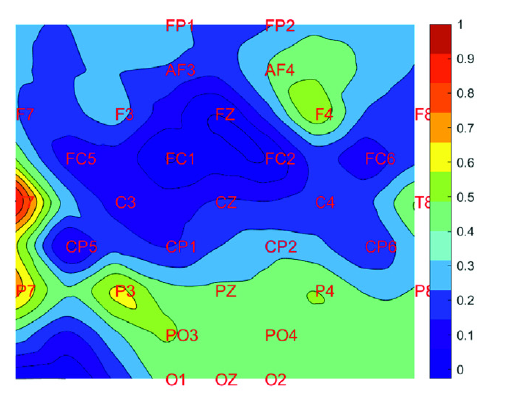 FP1 FP2 1
AF3 AF4 0.9
0.8
F7 F3 FZ F4 F8
0.7
FC5 FC1 FC2 FC6 0.6
0.5
C3 CZ C4 T8
0.4
CP5 CP1 CP2 CP6
0.3
P7 P3 PZ P4 P8 0.2
PO3 PO4 0.1
0
O1 OZ O2